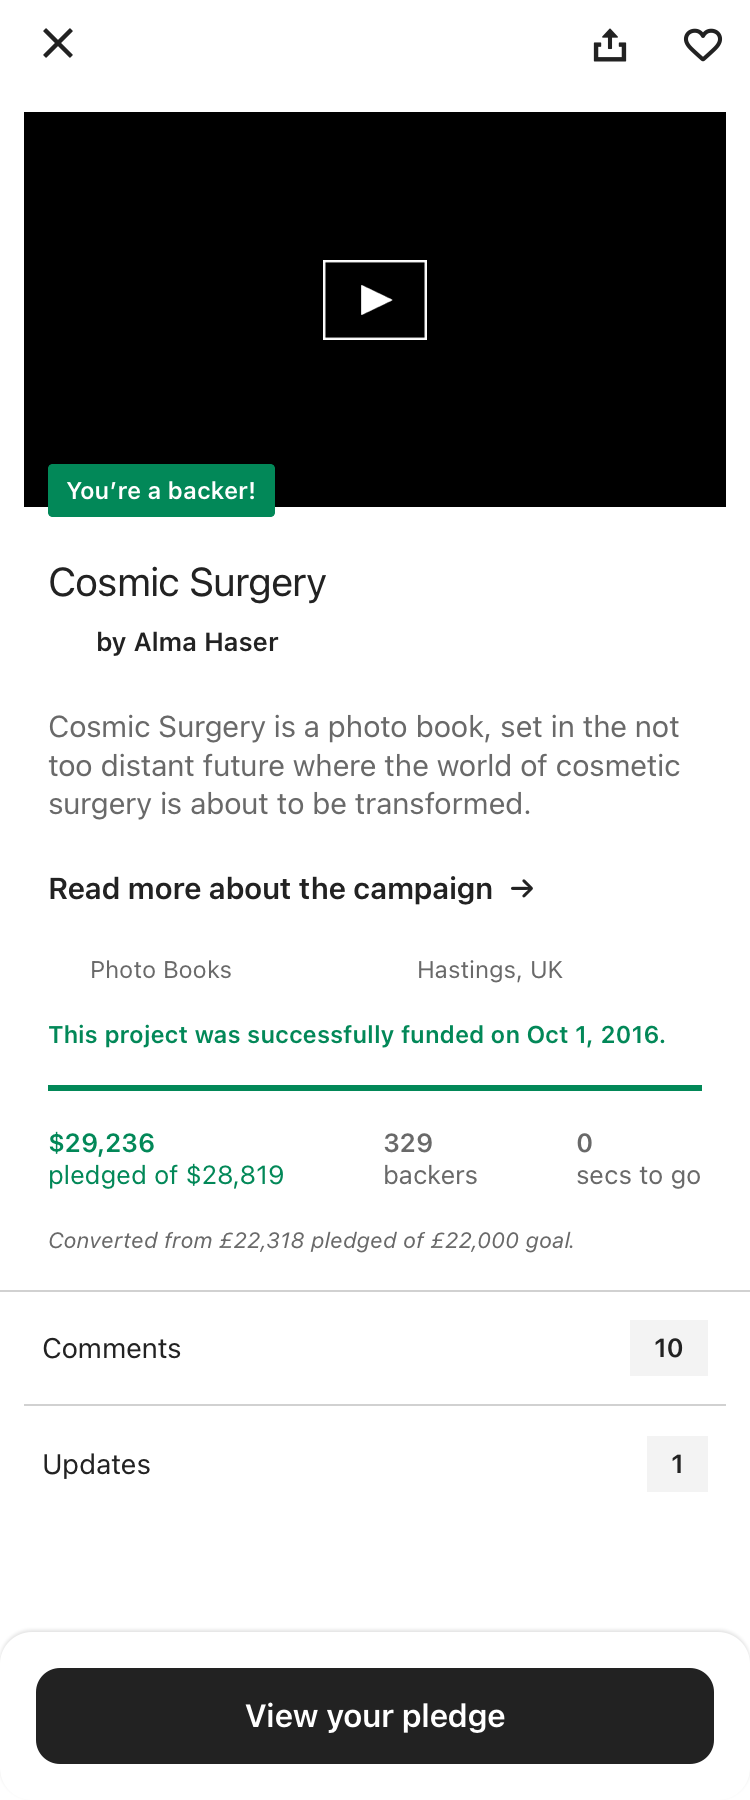 You’re a backer!
Cosmic Surgery
by Alma Haser
Cosmic Surgery is a photo book, set in the not
too distant future where the world of cosmetic
surgery is about to be transformed.
Read more about the campaign →
Photo Books
Hastings, UK
This project was successfully funded on Oct 1, 2016.
$29,236
pledged of $28,819
329
backers
0
secs to go
Converted from £22,318 pledged of £22,000 goal.
Comments
10
Updates
1
View your pledge